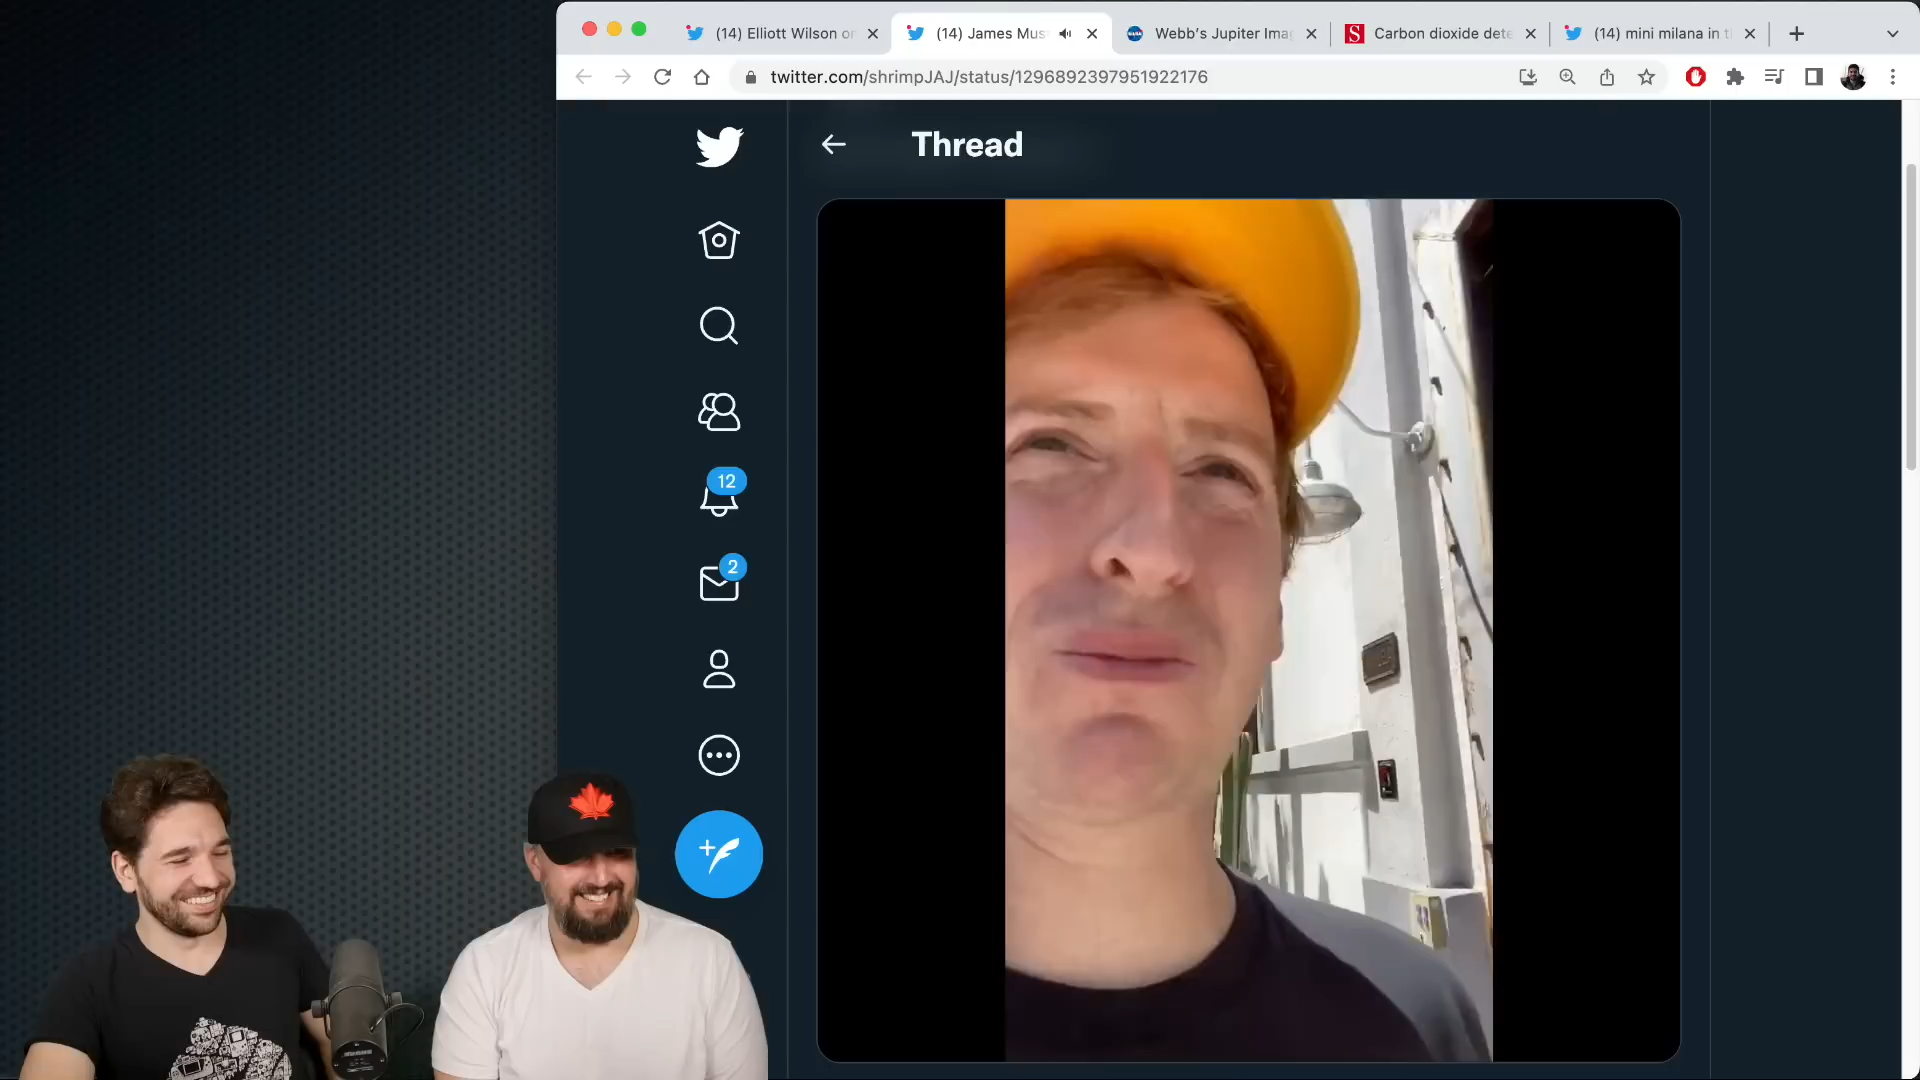 (14) Elliott Wilson or
(14) James Mus
Webb's Jupiter Ima
Carbon dioxide dete
(14) mini milana in t
twitter.com/shrimpJAJ/status/1296892397951922176
Thread
12
2